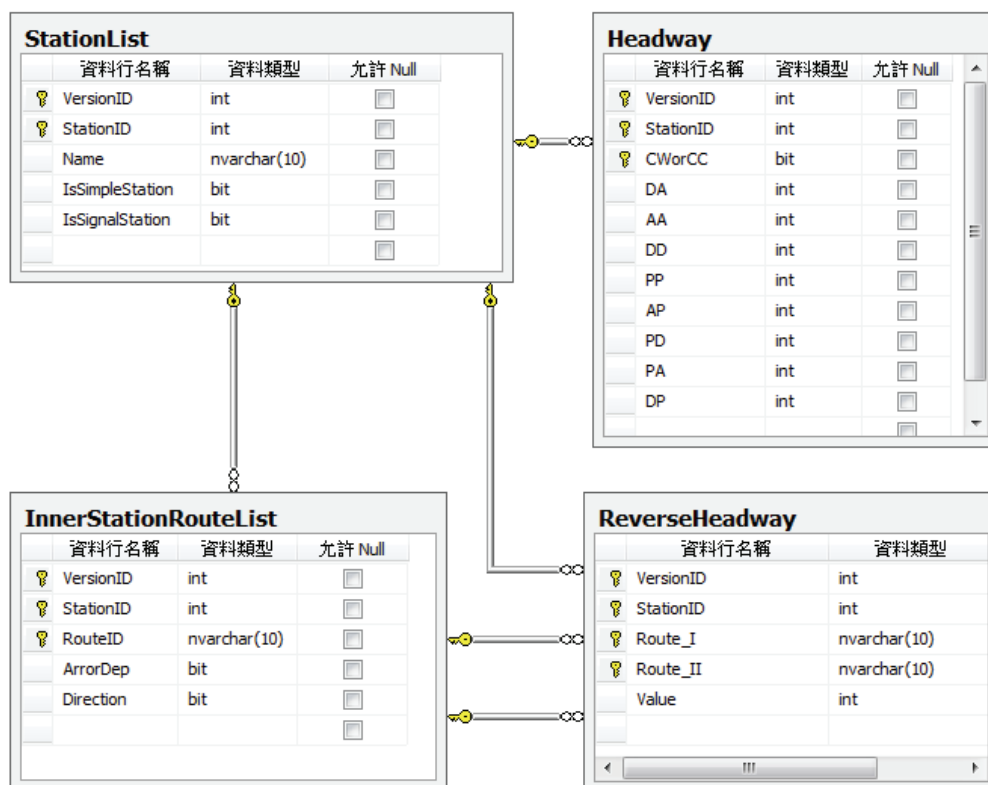 StationList
資料行名稱 資料類型 允許 Null
VersionID int
StationID int
Name nvarchar(10)
IsSimpleStation bit
IsSignalStation bit
Headway
資料行名稱 資料類型 允許 Null
VersionID int
StationID int
CWorCC bit
DA int
AA int
DD int
PP int
AP int
PD int
PA int
DP int
InnerStationRouteList
資料行名稱 資料類型 允許 Null
VersionID int
StationID int
RouteID nvarchar(10)
ArrorDep bit
Direction bit
ReverseHeadway
資料行名稱 資料類型
VersionID int
StationID int
Route_I nvarchar(10)
Route_II nvarchar(10)
Value int